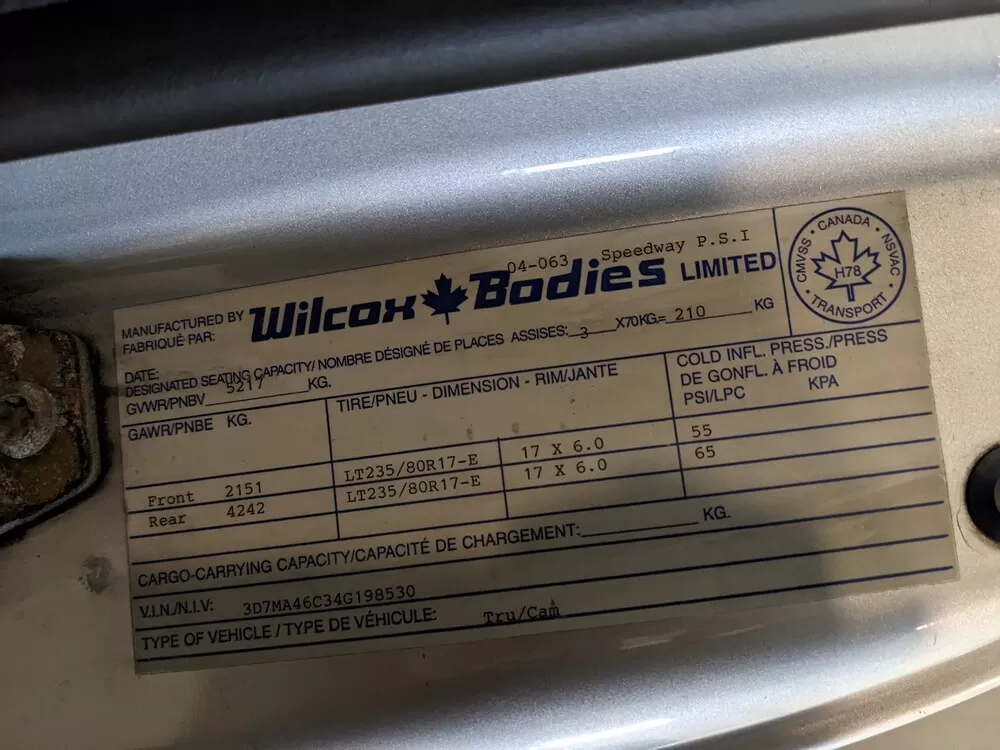 04-063 Speedway P.S.I
MANUFACTURED BY
FABRIQUÉ PAR:
Wilcox Bodies LIMITED
CMVSS • CANADA • NSVAC • TRANSPORT •
H78
DATE:
DESIGNATED SEATING CAPACITY/ NOMBRE DÉSIGNÉ DE PLACES ASSISES: 3 X70KG= 210 KG
GVWR/PNBV 5217 KG.
GAWR/PNBE KG.
TIRE/PNEU - DIMENSION - RIM/JANTE
COLD INFL. PRESS./PRESS
DE GONFL. À FROID
PSI/LPC KPA
Front 2151 LT235/80R17-E 17 X 6.0 55
Rear 4242 LT235/80R17-E 17 X 6.0 65
CARGO-CARRYING CAPACITY/CAPACITÉ DE CHARGEMENT: KG.
V.I.N./N.I.V: 3D7MA46C34G198530
TYPE OF VEHICLE / TYPE DE VÉHICULE: Tru/Cam